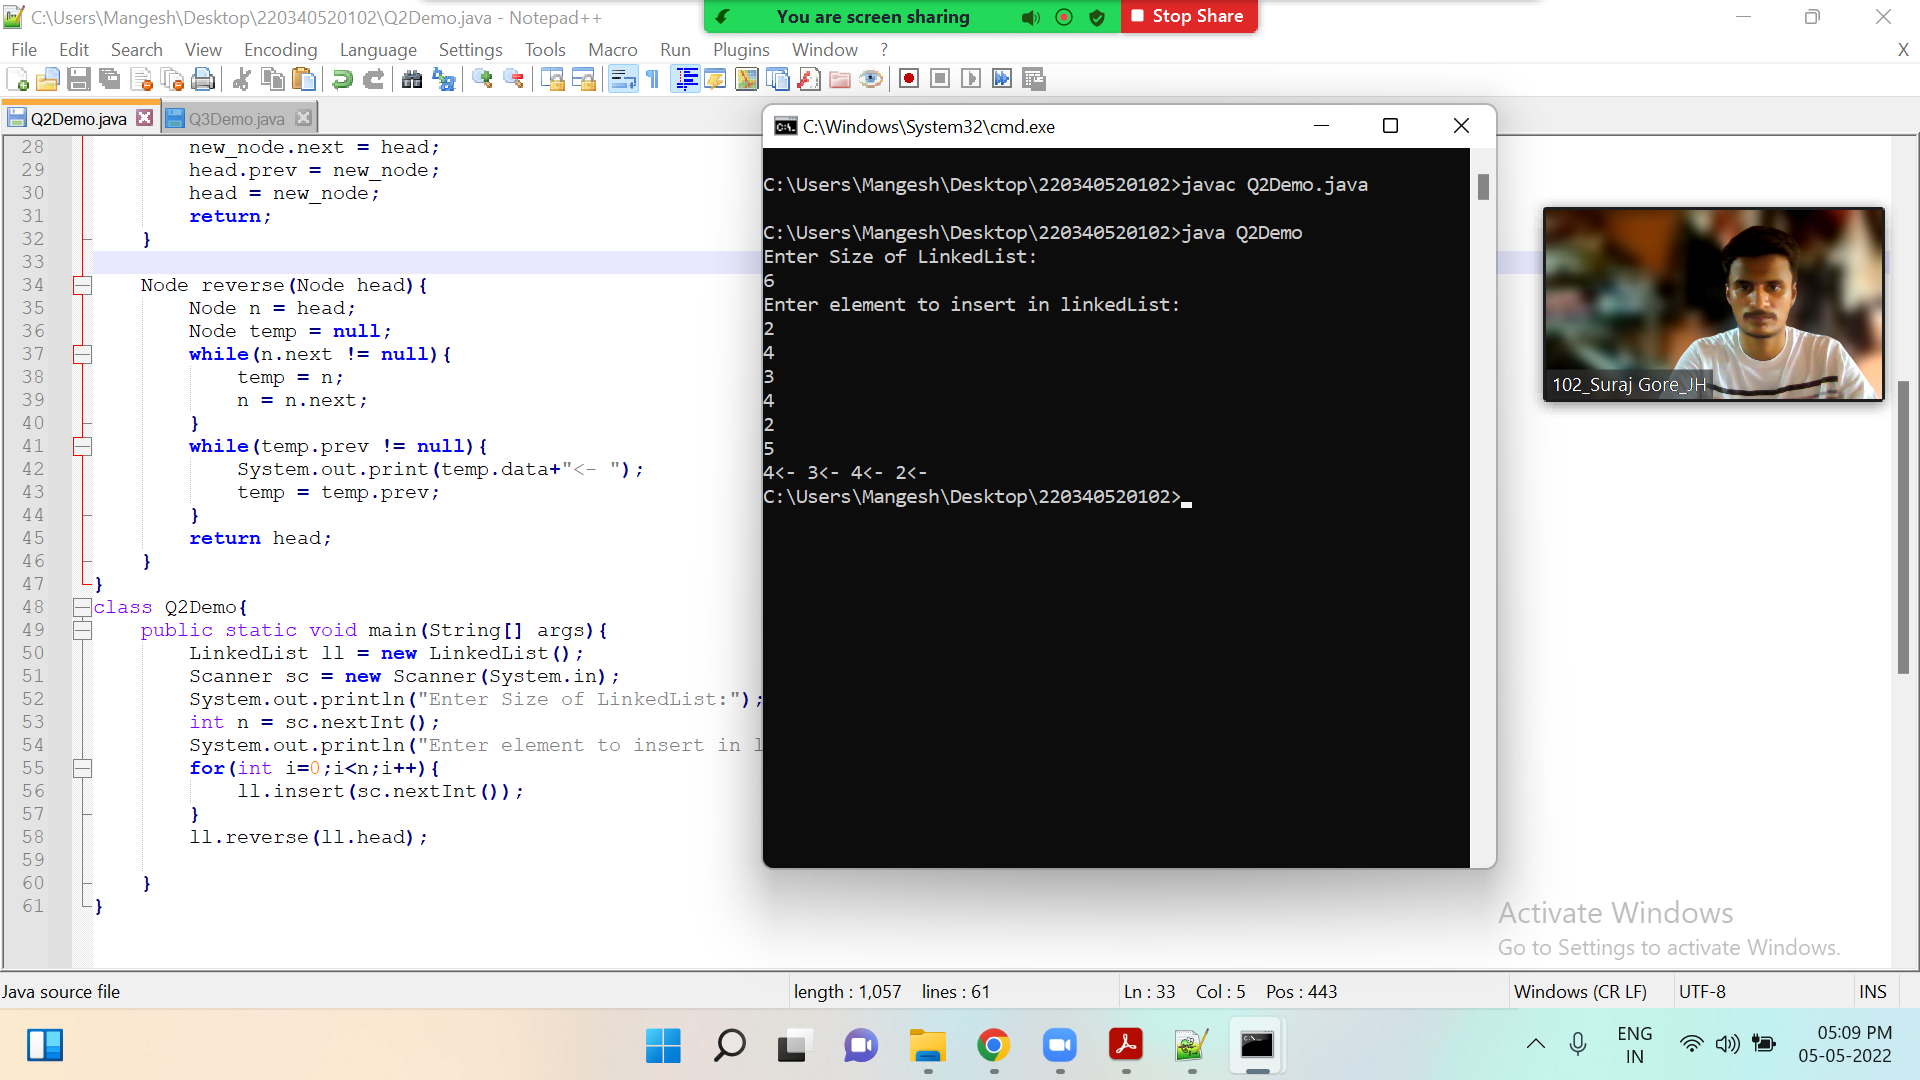 C:\Users\Mangesh\Desktop\220340520102\Q2Demo.java - Notepad++
You are screen sharing
Stop Share
File Edit Search View Encoding Language Settings Tools Macro Run Plugins Window ?
X
Q2Demo.java
Q3Demo.java
28 new_node.next = head;
29 head.prev = new_node;
30 head = new_node;
31 return;
32 }
33
34 Node reverse(Node head){
35 Node n = head;
36 Node temp = null;
37 while(n.next != null){
38 temp = n;
39 n = n.next;
40 }
41 while(temp.prev != null){
42 System.out.print(temp.data+"<- ");
43 temp = temp.prev;
44 }
45 return head;
46 }
47 }
48 class Q2Demo{
49 public static void main(String[] args){
50 LinkedList ll = new LinkedList();
51 Scanner sc = new Scanner(System.in);
52 System.out.println("Enter Size of LinkedList:");
53 int n = sc.nextInt();
54 System.out.println("Enter element to insert in l
55 for(int i=0;i<n;i++){
56 ll.insert(sc.nextInt());
57 }
58 ll.reverse(ll.head);
59
60 }
61 }
C:\Windows\System32\cmd.exe
C:\Users\Mangesh\Desktop\220340520102>javac Q2Demo.java
C:\Users\Mangesh\Desktop\220340520102>java Q2Demo
Enter Size of LinkedList:
6
Enter element to insert in linkedList:
2
4
3
4
2
5
4<- 3<- 4<- 2<-
C:\Users\Mangesh\Desktop\220340520102>
102_Suraj Gore_JH
Activate Windows
Go to Settings to activate Windows.
Java source file
length : 1,057 lines : 61
Ln : 33 Col : 5 Pos : 443
Windows (CR LF)
UTF-8
INS
ENG
IN
05:09 PM
05-05-2022